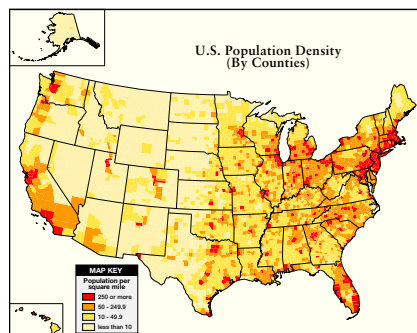 U.S. Population Density
(By Counties)
MAP KEY
Population per
square mile
250 or more
50 - 249.9
10 - 49.9
less than 10